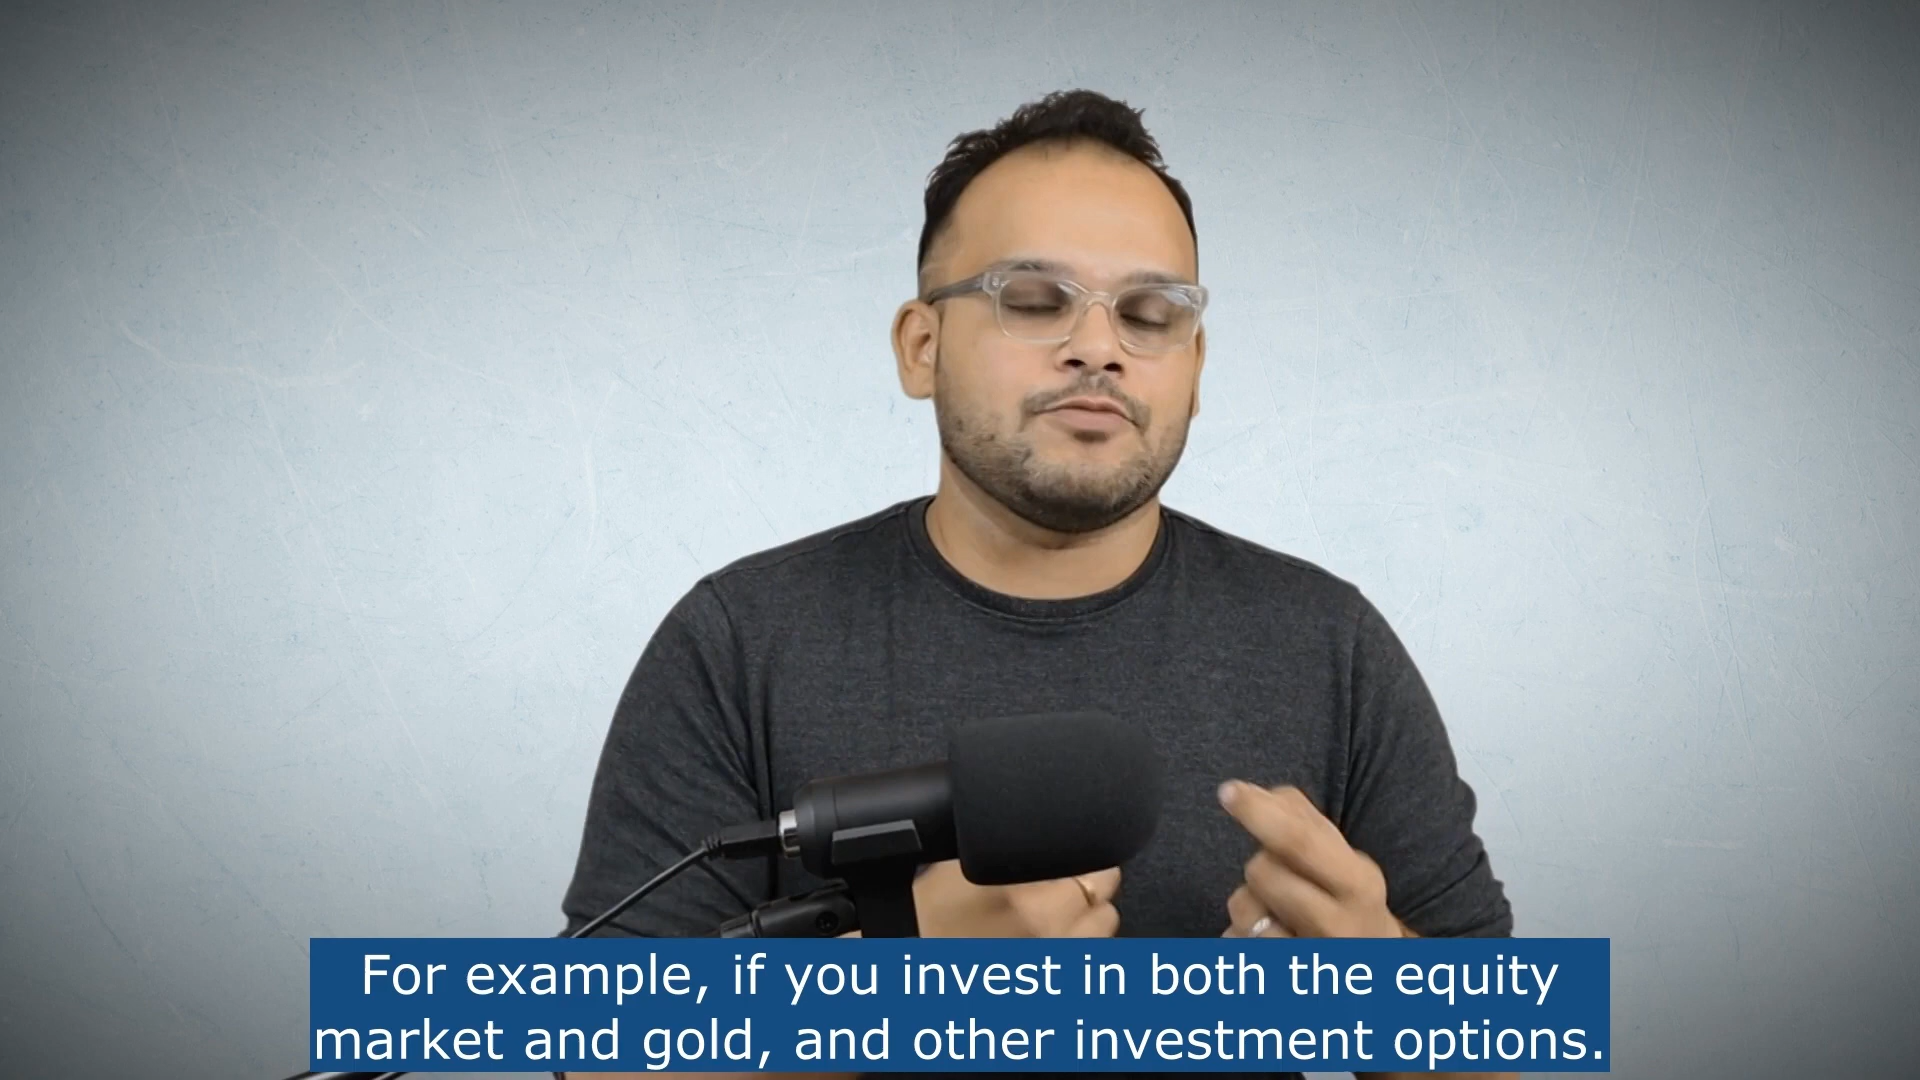 For example, if you invest in both the equity
market and gold, and other investment options.